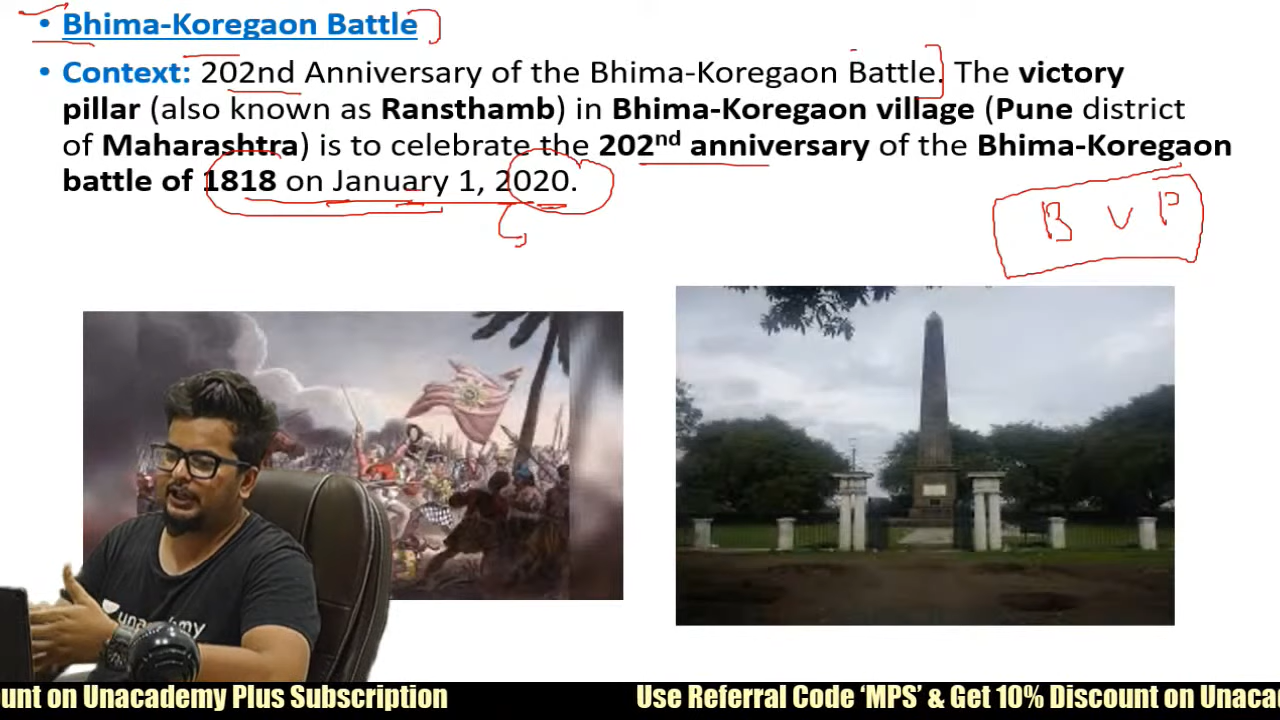 • Bhima-Koregaon Battle
• Context: 202nd Anniversary of the Bhima-Koregaon Battle. The victory
pillar (also known as Ransthamb) in Bhima-Koregaon village (Pune district
of Maharashtra) is to celebrate the 202nd anniversary of the Bhima-Koregaon
battle of 1818 on January 1, 2020.
B V P
unacademy
ount on Unacademy Plus Subscription
Use Referral Code ‘MPS’ & Get 10% Discount on Unaca